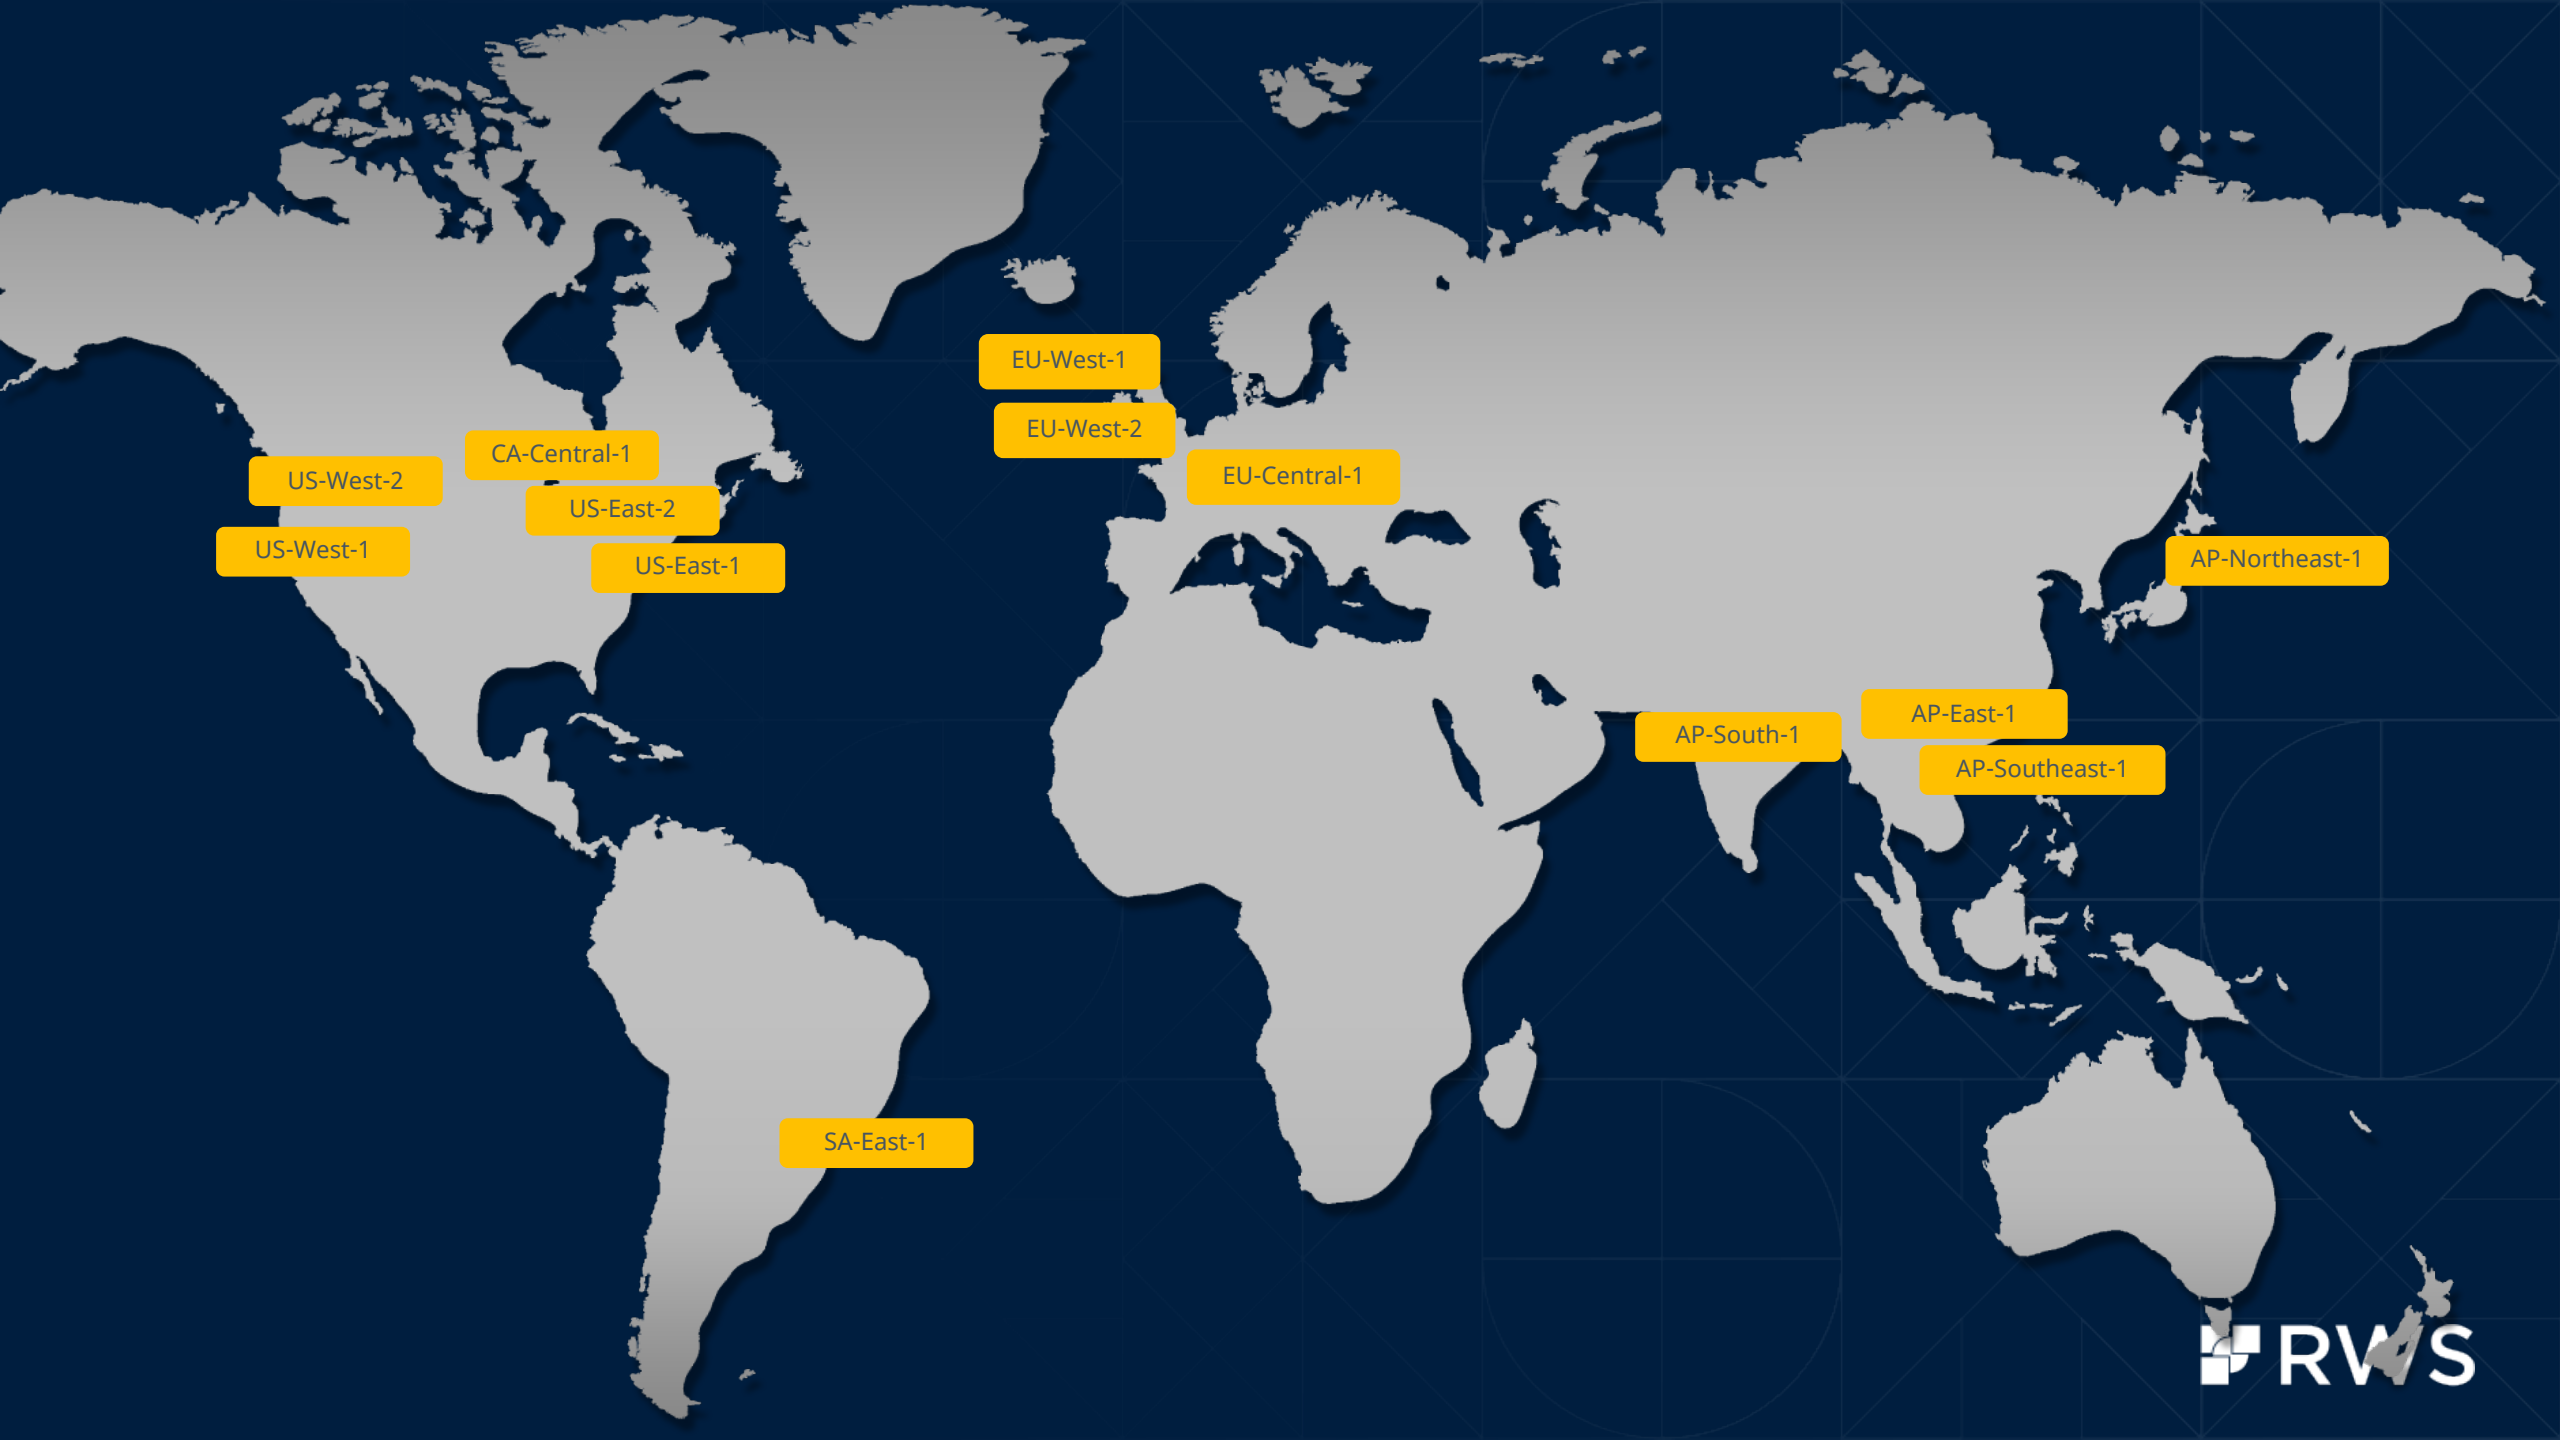 EU-West-1
EU-West-2
CA-Central-1
US-West-2
EU-Central-1
US-East-2
US-West-1
US-East-1
AP-Northeast-1
AP-East-1
AP-South-1
AP-Southeast-1
SA-East-1
RWS